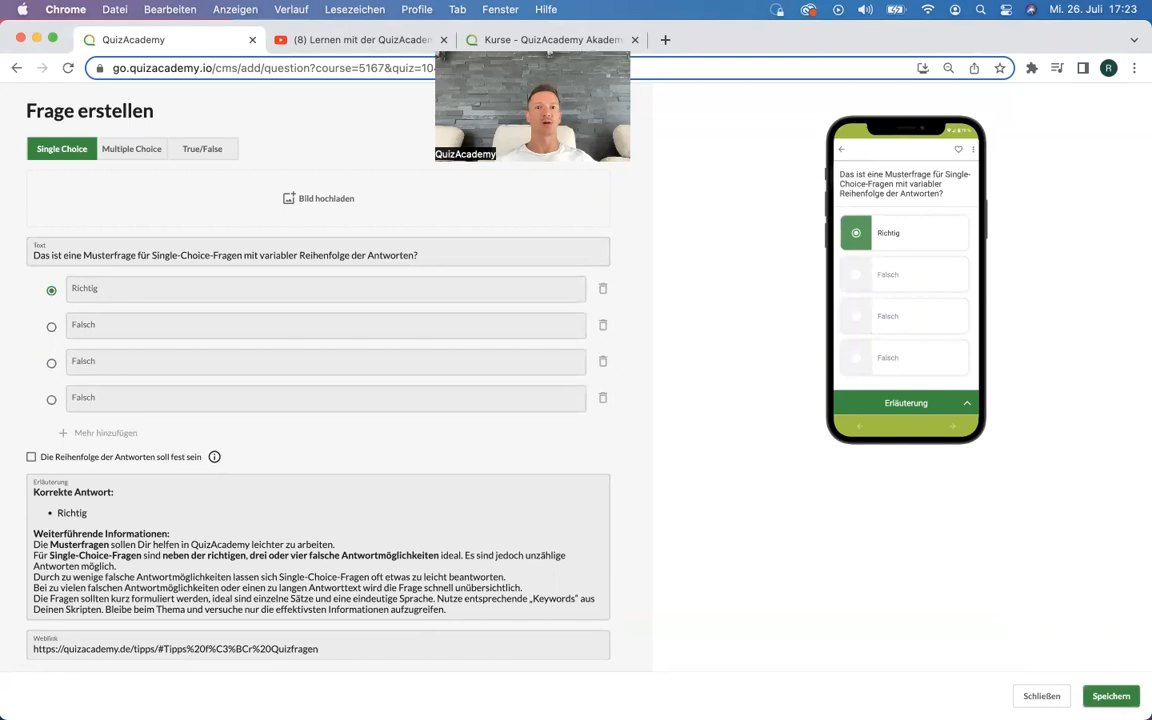 Chrome Datei Bearbeiten Anzeigen Verlauf Lesezeichen Profile Tab Fenster Hilfe Mi. 26. Juli 17:23
QuizAcademy (8) Lernen mit der QuizAcadem Kurse - QuizAcademy Akadem
go.quizacademy.io/cms/add/question?course=5167&quiz=10 R
Frage erstellen
Single Choice Multiple Choice True/False
QuizAcademy
Bild hochladen
Text
Das ist eine Musterfrage für Single-Choice-Fragen mit variabler Reihenfolge der Antworten?
Richtig
Falsch
Falsch
Falsch
Mehr hinzufügen
Die Reihenfolge der Antworten soll fest sein
Erläuterung
Korrekte Antwort:
• Richtig
Weiterführende Informationen:
Die Musterfragen sollen Dir helfen in QuizAcademy leichter zu arbeiten.
Für Single-Choice-Fragen sind neben der richtigen, drei oder vier falsche Antwortmöglichkeiten ideal. Es sind jedoch unzählige
Antworten möglich.
Durch zu wenige falsche Antwortmöglichkeiten lassen sich Single-Choice-Fragen oft etwas zu leicht beantworten.
Bei zu vielen falschen Antwortmöglichkeiten oder einen zu langen Antworttext wird die Frage schnell unübersichtlich.
Die Fragen sollten kurz formuliert werden, ideal sind einzelne Sätze und eine eindeutige Sprache. Nutze entsprechende „Keywords" aus
Deinen Skripten. Bleibe beim Thema und versuche nur die effektivsten Informationen aufzugreifen.
Weblink
https://quizacademy.de/tipps/#Tipps%20f%C3%BCr%20Quizfragen
Das ist eine Musterfrage für Single-
Choice-Fragen mit variabler
Reihenfolge der Antworten?
Richtig
Falsch
Falsch
Falsch
Erläuterung
Schließen Speichern